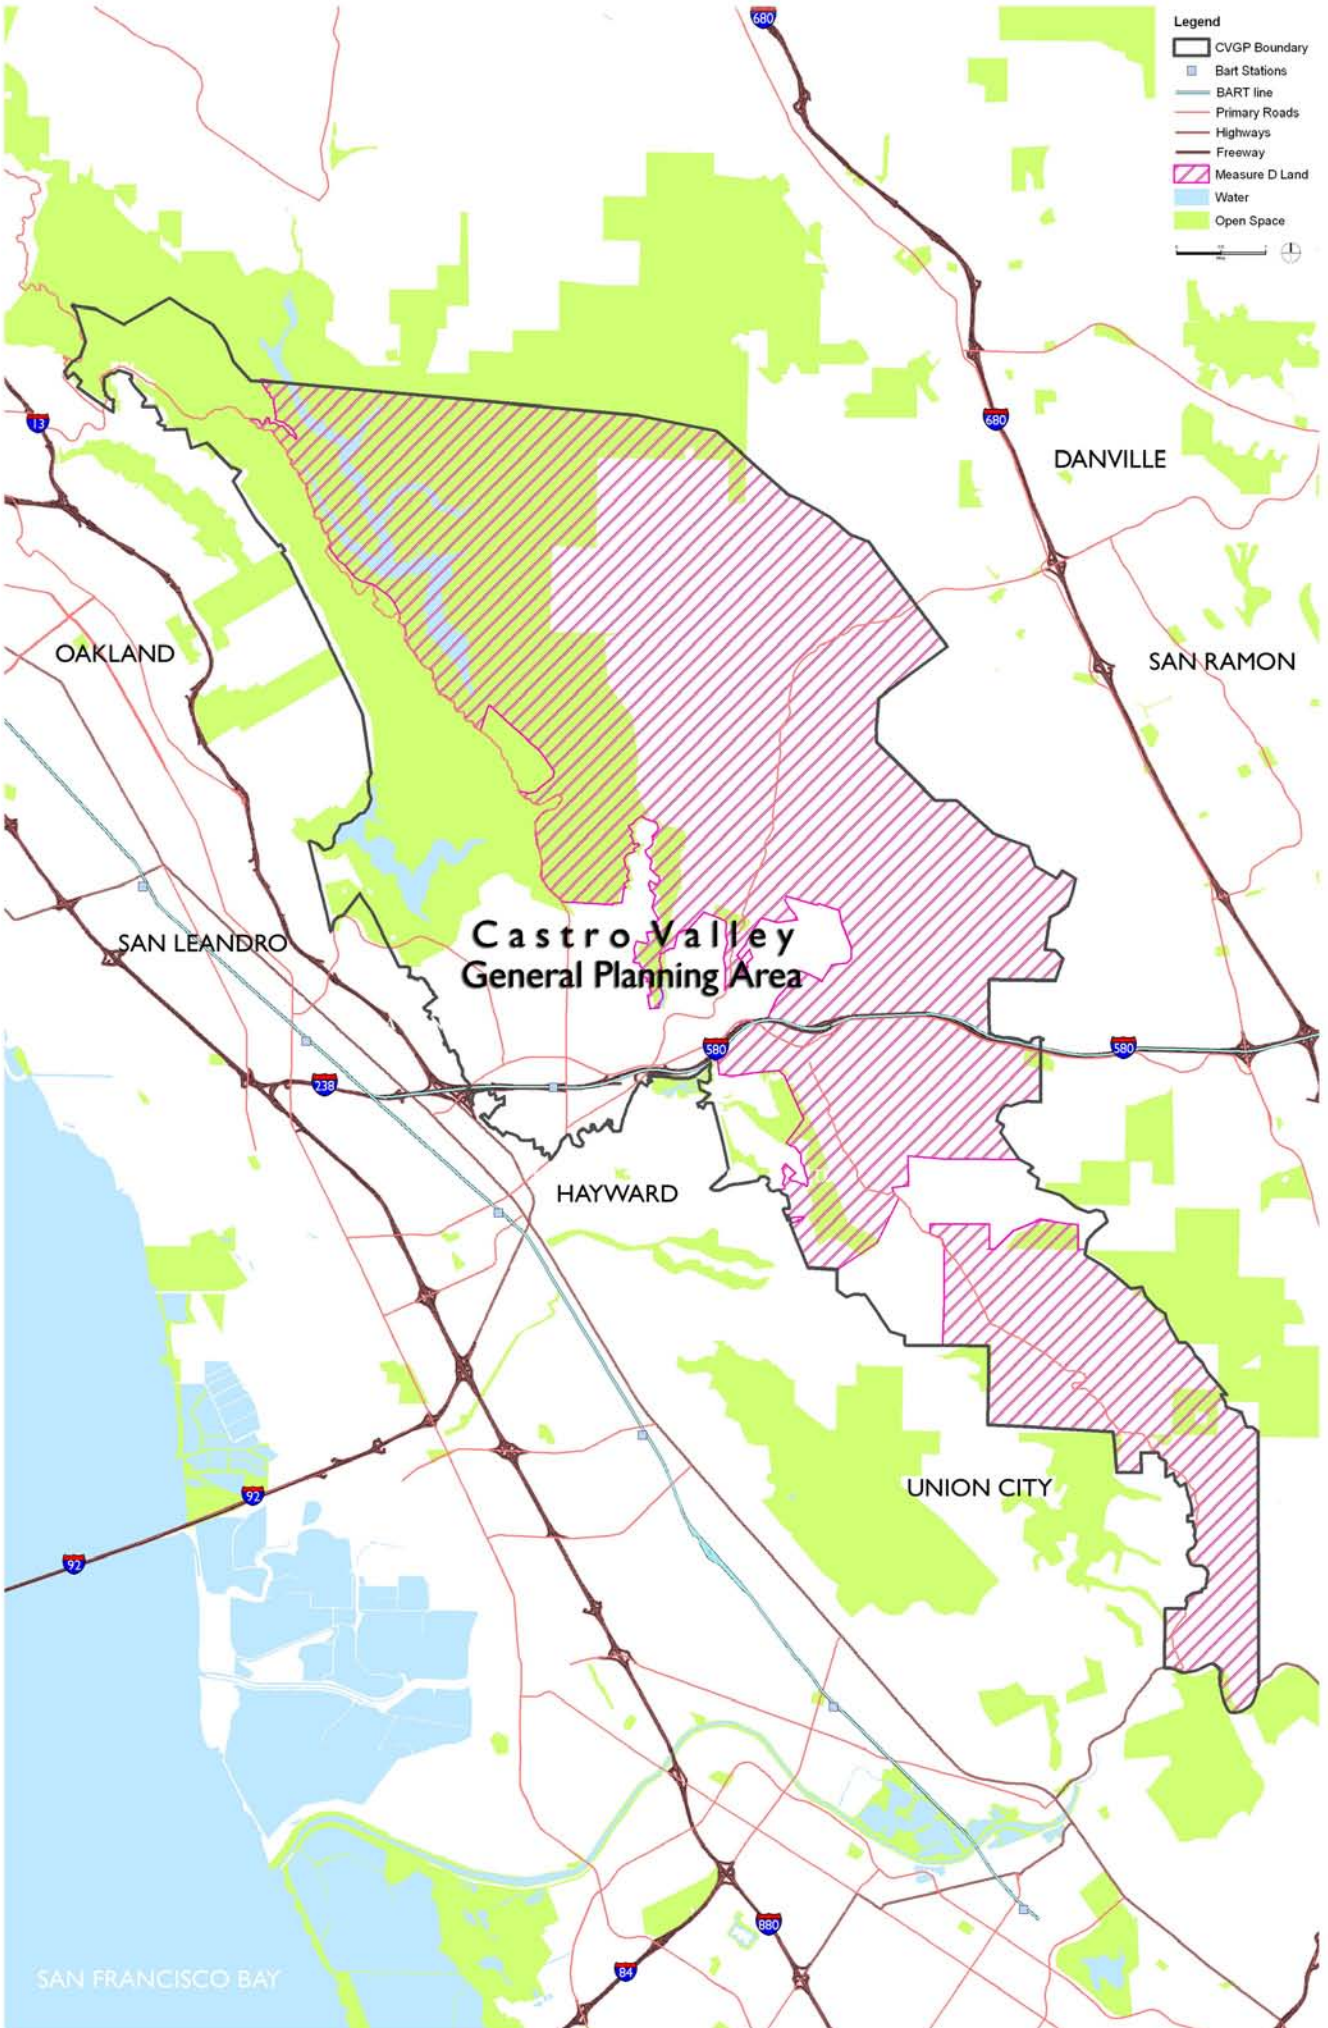 680
Legend
CVGP Boundary
Bart Stations
BART line
Primary Roads
Highways
Freeway
Measure D Land
Water
Open Space
13
680
DANVILLE
OAKLAND
SAN RAMON
SAN LEANDRO
Castro Valley
General Planning Area
580
580
238
HAYWARD
UNION CITY
92
92
880
84
SAN FRANCISCO BAY